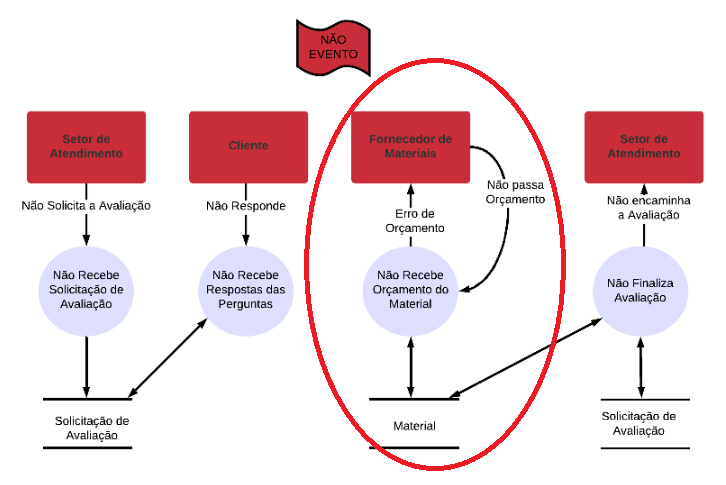 NÃO
EVENTO
Setor de
Atendimento
Cliente
Fornecedor de
Materiais
Setor de
Atendimento
Não Solicita a Avaliação
Não Responde
Erro de
Orçamento
Não passa
Orçamento
Não encaminha
a Avaliação
Não Recebe
Solicitação de
Avaliação
Não Recebe
Respostas das
Perguntas
Não Recebe
Orçamento do
Material
Não Finaliza
Avaliação
Solicitação de
Avaliação
Material
Solicitação de
Avaliação